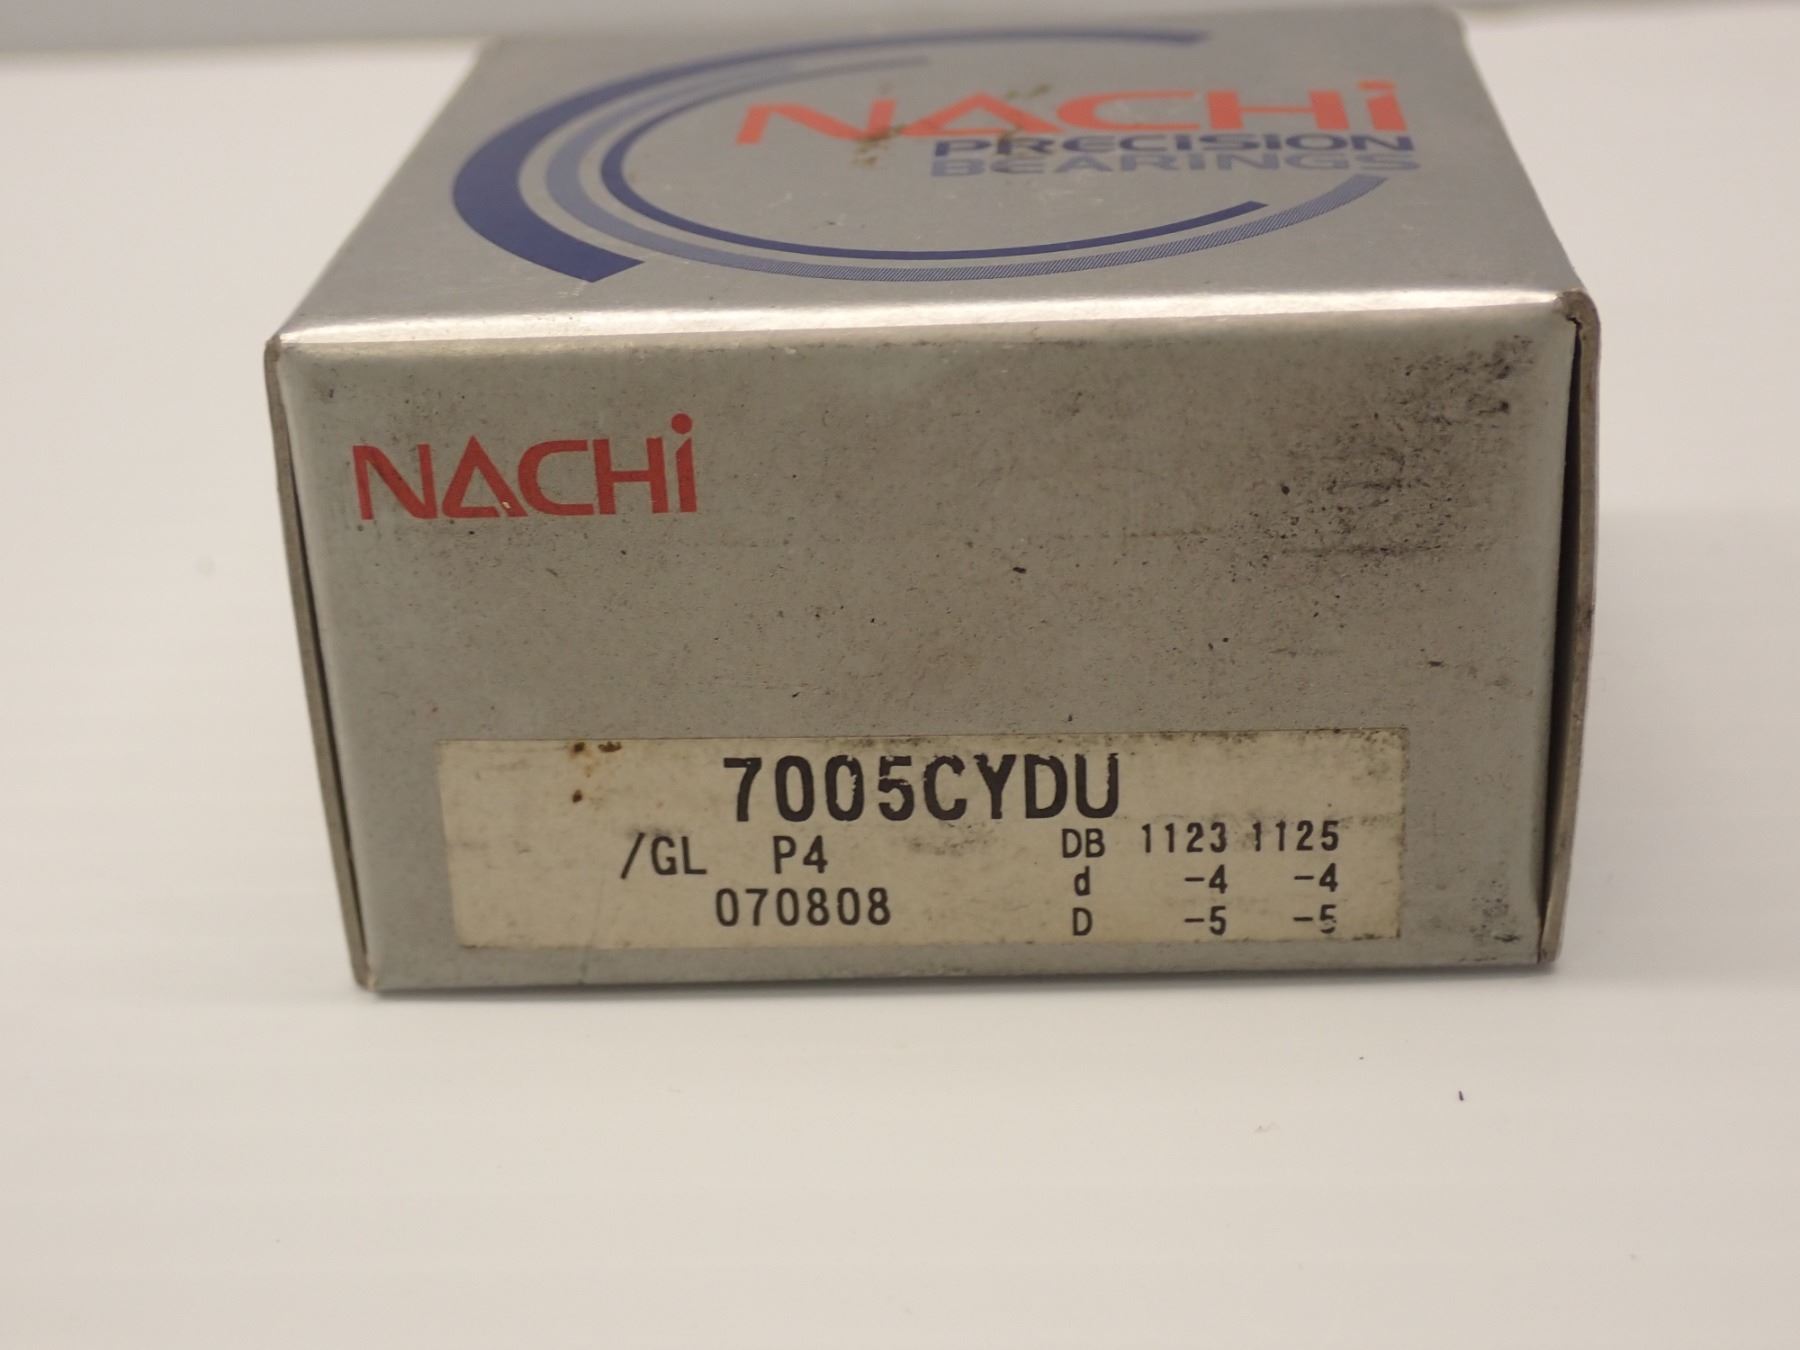 NACHi
PRECISION
BEARINGS
NACHi
7005CYDU
/GL P4 DB 1123 1125
d -4 -4
070808 D -5 -5